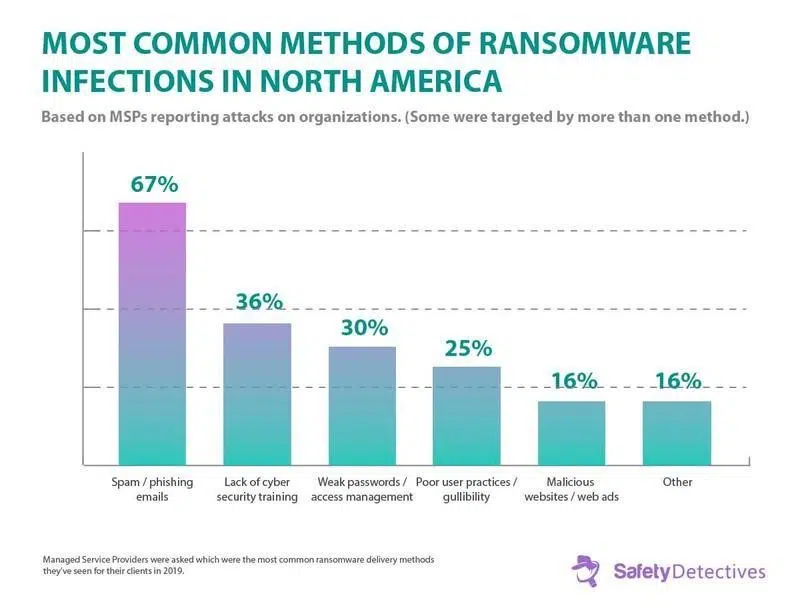 MOST COMMON METHODS OF RANSOMWARE
INFECTIONS IN NORTH AMERICA
Based on MSPs reporting attacks on organizations. (Some were targeted by more than one method.)
67%
36%
30%
25%
16%
16%
Spam / phishing
emails
Lack of cyber
security training
Weak passwords /
access management
Poor user practices /
gullibility
Malicious
websites / web ads
Other
Managed Service Providers were asked which were the most common ransomware delivery methods
they've seen for their clients in 2019.
SafetyDetectives